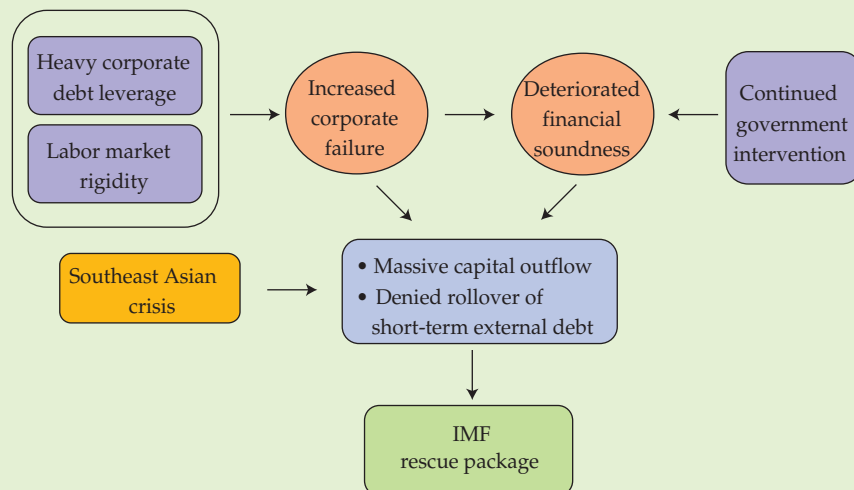 Heavy corporate
debt leverage
Labor market
rigidity
Increased
corporate
failure
Deteriorated
financial
soundness
Continued
government
intervention
Southeast Asian
crisis
• Massive capital outflow
• Denied rollover of
short-term external debt
IMF
rescue package